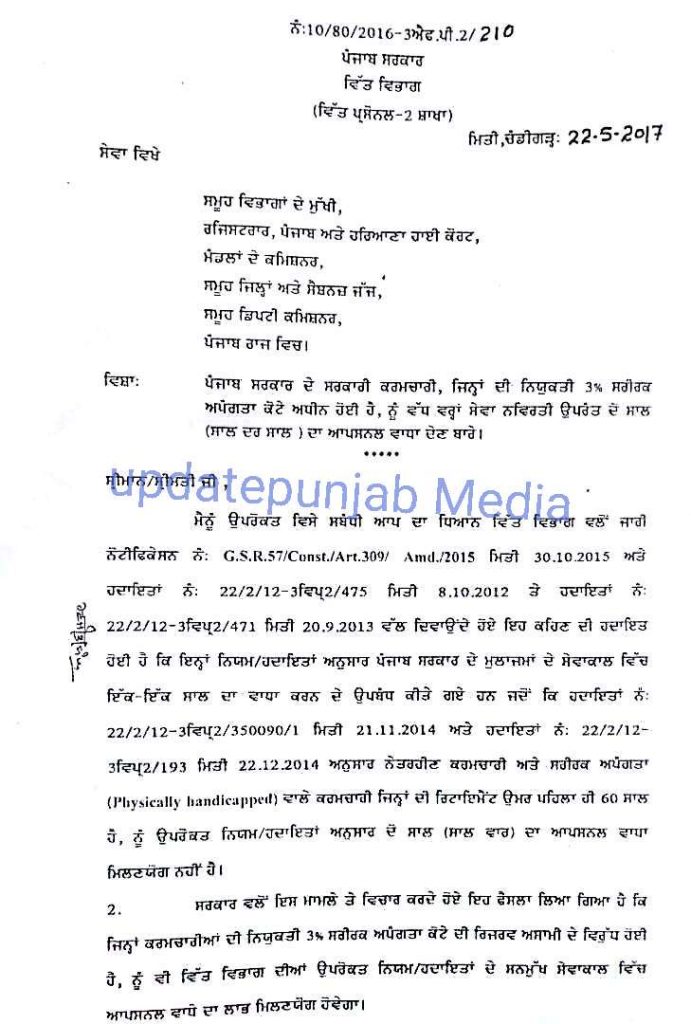 ਨੰ:10/80/2016-3ਐਫ.ਪੀ.2/210
ਪੰਜਾਬ ਸਰਕਾਰ
ਵਿੱਤ ਵਿਭਾਗ
(ਵਿੱਤ ਪ੍ਰਸੋਨਲ-2 ਸ਼ਾਖਾ)
ਮਿਤੀ,ਚੰਡੀਗੜ੍ਹ: 22-5-2017
ਸੇਵਾ ਵਿਖੇ
ਸਮੂਹ ਵਿਭਾਗਾਂ ਦੇ ਮੁੱਖੀ,
ਰਜਿਸਟਰਾਰ, ਪੰਜਾਬ ਅਤੇ ਹਰਿਆਣਾ ਹਾਈ ਕੋਰਟ,
ਮੰਡਲਾਂ ਦੇ ਕਮਿਸ਼ਨਰ,
ਸਮੂਹ ਜਿਲ੍ਹਾਂ ਅਤੇ ਸੈਸ਼ਨਜ਼ ਜੱਜ,
ਸਮੂਹ ਡਿਪਟੀ ਕਮਿਸ਼ਨਰ,
ਪੰਜਾਬ ਰਾਜ ਵਿਚ।
ਵਿਸ਼ਾ: ਪੰਜਾਬ ਸਰਕਾਰ ਦੇ ਸਰਕਾਰੀ ਕਰਮਚਾਰੀ, ਜਿਨ੍ਹਾਂ ਦੀ ਨਿਯੁਕਤੀ 3% ਸਰੀਰਕ
ਅਪੰਗਤਾ ਕੋਟੇ ਅਧੀਨ ਹੋਈ ਹੈ, ਨੂੰ ਵੱਧ ਵਰ੍ਹਾਂ ਸੇਵਾ ਨਵਿਰਤੀ ਉਪਰੰਤ ਦੋ ਸਾਲ
(ਸਾਲ ਦਰ ਸਾਲ ) ਦਾ ਆਪਸਨਲ ਵਾਧਾ ਦੇਣ ਬਾਰੇ।
*****
ਸ੍ਰੀਮਾਨ/ਸ੍ਰੀਮਤੀ ਜੀ ,
updatepunjab Media
ਮੈਨੂੰ ਉਪਰੋਕਤ ਵਿਸੇ ਸਬੰਧੀ ਆਪ ਦਾ ਧਿਆਨ ਵਿੱਤ ਵਿਭਾਗ ਵਲੋਂ ਜਾਰੀ
ਨੋਟੀਫਿਕੇਸਨ ਨੰ: G.S.R.57/Const./Art.309/ Amd./2015 ਮਿਤੀ 30.10.2015 ਅਤੇ
ਹਦਾਇਤਾਂ ਨੰ: 22/2/12-3ਵਿਪ੍ਰ2/475 ਮਿਤੀ 8.10.2012 ਤੇ ਹਦਾਇਤਾਂ ਨੰ:
22/2/12-3ਵਿਪ੍ਰ2/471 ਮਿਤੀ 20.9.2013 ਵੱਲ ਦਿਵਾਉਂਦੇ ਹੋਏ ਇਹ ਕਹਿਣ ਦੀ ਹਦਾਇਤ
ਹੋਈ ਹੈ ਕਿ ਇਨ੍ਹਾਂ ਨਿਯਮ/ਹਦਾਇਤਾਂ ਅਨੁਸਾਰ ਪੰਜਾਬ ਸਰਕਾਰ ਦੇ ਮੁਲਾਜਮਾਂ ਦੇ ਸੇਵਾਕਾਲ ਵਿੱਚ
ਇੱਕ-ਇੱਕ ਸਾਲ ਦਾ ਵਾਧਾ ਕਰਨ ਦੇ ਉਪਬੰਧ ਕੀਤੇ ਗਏ ਹਨ ਜਦੋਂ ਕਿ ਹਦਾਇਤਾਂ ਨੰ:
22/2/12-3ਵਿਪ੍ਰ2/350090/1 ਮਿਤੀ 21.11.2014 ਅਤੇ ਹਦਾਇਤਾਂ ਨੰ: 22/2/12-
3ਵਿਪ੍ਰ2/193 ਮਿਤੀ 22.12.2014 ਅਨੁਸਾਰ ਨੇਤਰਹੀਣ ਕਰਮਚਾਰੀ ਅਤੇ ਸਰੀਰਕ ਅਪੰਗਤਾ
(Physically handicapped) ਵਾਲੇ ਕਰਮਚਾਰੀ ਜਿਨ੍ਹਾਂ ਦੀ ਰਿਟਾਇਮੈਂਟ ਉਮਰ ਪਹਿਲਾ ਹੀ 60 ਸਾਲ
ਹੈ, ਨੂੰ ਉਪਰੋਕਤ ਨਿਯਮ/ਹਦਾਇਤਾਂ ਅਨੁਸਾਰ ਦੋ ਸਾਲ (ਸਾਲ ਵਾਰ) ਦਾ ਆਪਸਨਲ ਵਾਧਾ
ਮਿਲਣਯੋਗ ਨਹੀਂ ਹੈ।
2. ਸਰਕਾਰ ਵਲੋਂ ਇਸ ਮਾਮਲੇ ਤੇ ਵਿਚਾਰ ਕਰਦੇ ਹੋਏ ਇਹ ਫੈਸਲਾ ਲਿਆ ਗਿਆ ਹੈ ਕਿ
ਜਿਨ੍ਹਾਂ ਕਰਮਚਾਰੀਆਂ ਦੀ ਨਿਯੁਕਤੀ 3% ਸਰੀਰਕ ਅਪੰਗਤਾ ਕੋਟੇ ਦੀ ਰਿਜਰਵ ਅਸਾਮੀ ਦੇ ਵਿਰੁੱਧ ਹੋਈ
ਹੈ, ਨੂੰ ਵੀ ਵਿੱਤ ਵਿਭਾਗ ਦੀਆਂ ਉਪਰੋਕਤ ਨਿਯਮ/ਹਦਾਇਤਾਂ ਦੇ ਸਨਮੁੱਖ ਸੇਵਾਕਾਲ ਵਿੱਚ
ਆਪਸਨਲ ਵਾਧੇ ਦਾ ਲਾਭ ਮਿਲਣਯੋਗ ਹੋਵੇਗਾ।